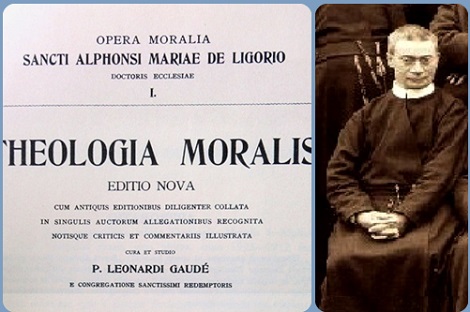 OPERA MORALIA
SANCTI ALPHONSI MARIAE DE LIGORIO
DOCTORIS ECCLESIAE
I.
THEOLOGIA MORALIS
EDITIO NOVA
CUM ANTIQUIS EDITIONIBUS DILIGENTER COLLATA
IN SINGULIS AUCTORUM ALLEGATIONIBUS RECOGNITA
NOTISQUE CRITICIS ET COMMENTARIIS ILLUSTRATA
CURA ET STUDIO
P. LEONARDI GAUDÉ
E CONGREGATIONE SANCTISSIMI REDEMPTORIS